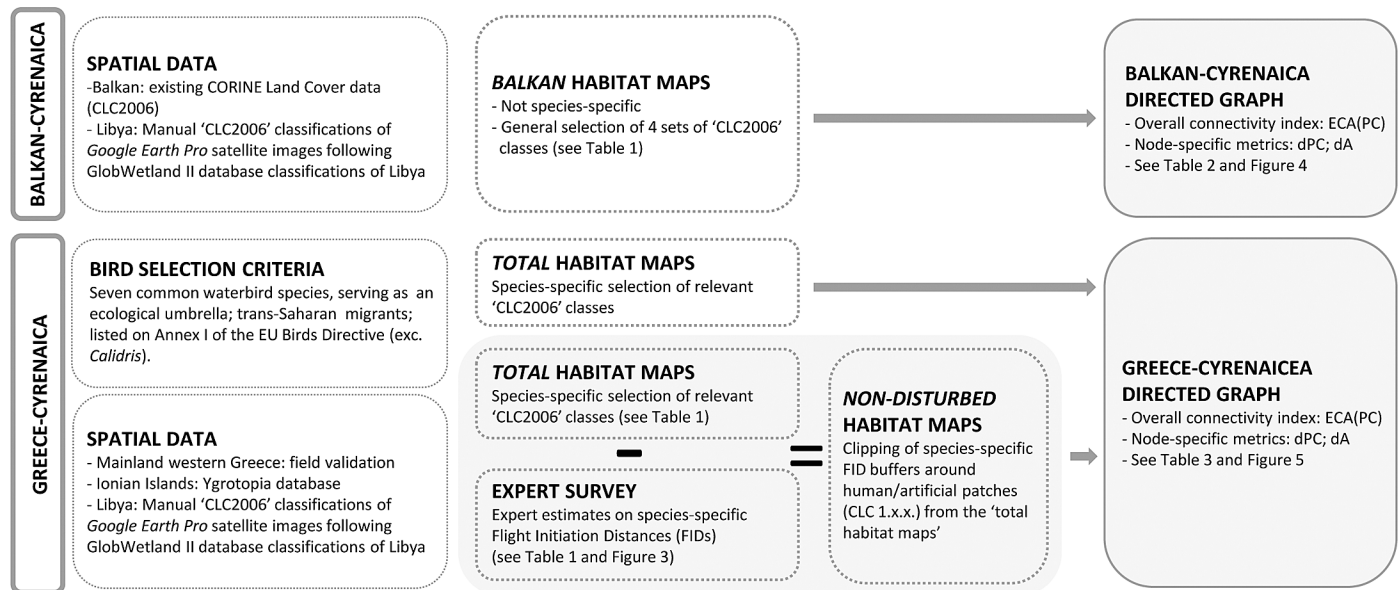 BALKAN-CYRENAICA
SPATIAL DATA
-Balkan: existing CORINE Land Cover data
(CLC2006)
- Libya: Manual ‘CLC2006’ classifications of
Google Earth Pro satellite images following
GlobWetland II database classifications of Libya
BALKAN HABITAT MAPS
- Not species-specific
- General selection of 4 sets of ‘CLC2006’
classes (see Table 1)
BALKAN-CYRENAICA
DIRECTED GRAPH
- Overall connectivity index: ECA(PC)
- Node-specific metrics: dPC; dA
- See Table 2 and Figure 4
GREECE-CYRENAICA
BIRD SELECTION CRITERIA
Seven common waterbird species, serving as an
ecological umbrella; trans-Saharan migrants;
listed on Annex I of the EU Birds Directive (exc.
Calidris).
SPATIAL DATA
- Mainland western Greece: field validation
- Ionian Islands: Ygrotopia database
- Libya: Manual ‘CLC2006’ classifications of
Google Earth Pro satellite images following
GlobWetland II database classifications of Libya
TOTAL HABITAT MAPS
Species-specific selection of relevant
‘CLC2006’ classes
TOTAL HABITAT MAPS
Species-specific selection of relevant
‘CLC2006’ classes (see Table 1)
-
EXPERT SURVEY
Expert estimates on species-specific
Flight Initiation Distances (FIDs)
(see Table 1 and Figure 3)
=
NON-DISTURBED
HABITAT MAPS
Clipping of species-specific
FID buffers around
human/artificial patches
(CLC 1.x.x.) from the ‘total
habitat maps’
GREECE-CYRENAICEA
DIRECTED GRAPH
- Overall connectivity index: ECA(PC)
- Node-specific metrics: dPC; dA
- See Table 3 and Figure 5